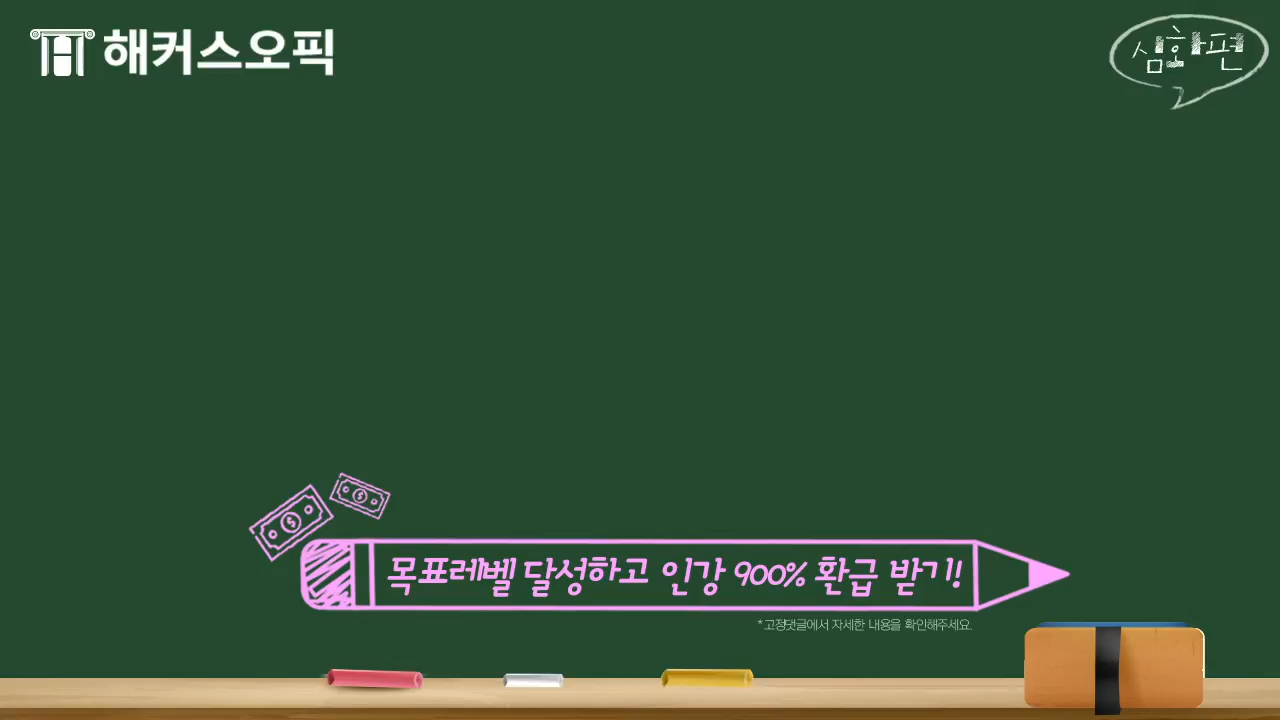 해커스오픽
심화편
목표레벨 달성하고 인강 900% 환급 받기!
*고정댓글에서 자세한 내용을 확인해주세요.